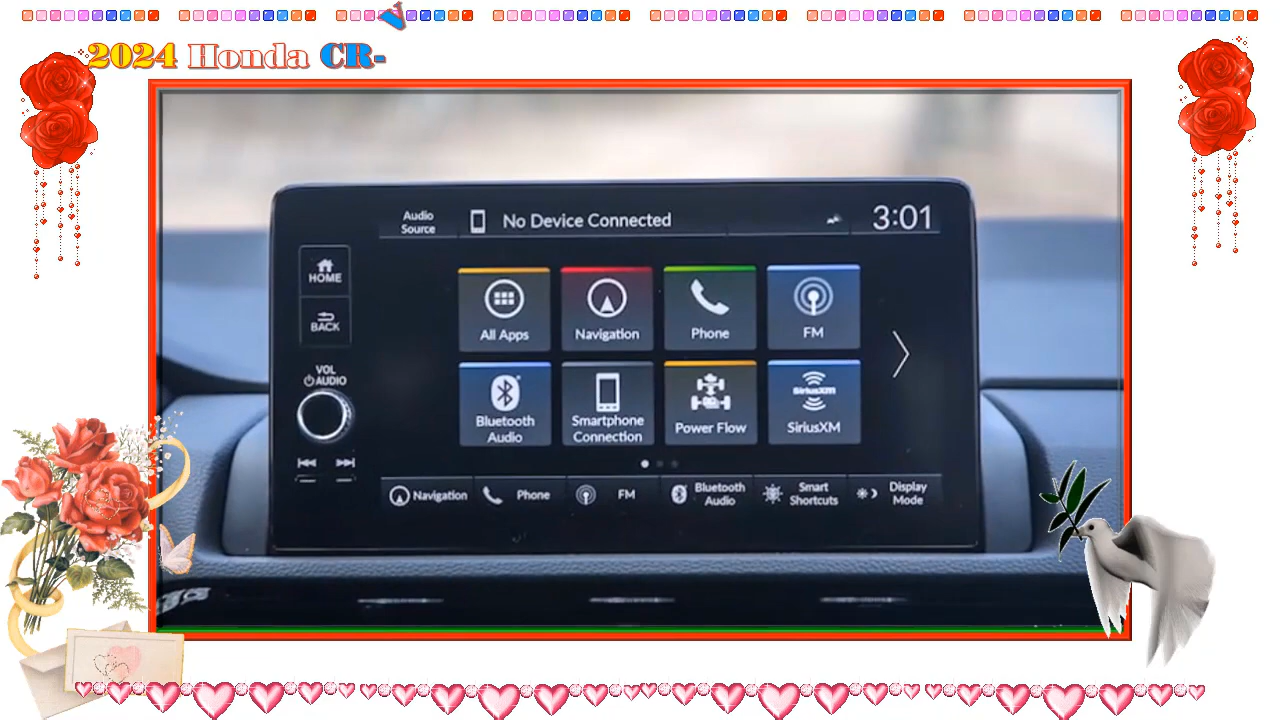 2024 Honda CR-V
Audio
Source
No Device Connected
3:01
HOME
BACK
VOL
AUDIO
All Apps
Navigation
Phone
FM
Bluetooth
Audio
Smartphone
Connection
Power Flow
SiriusXM
SiriusXM
Navigation
Phone
FM
Bluetooth
Audio
Smart
Shortcuts
Display
Mode